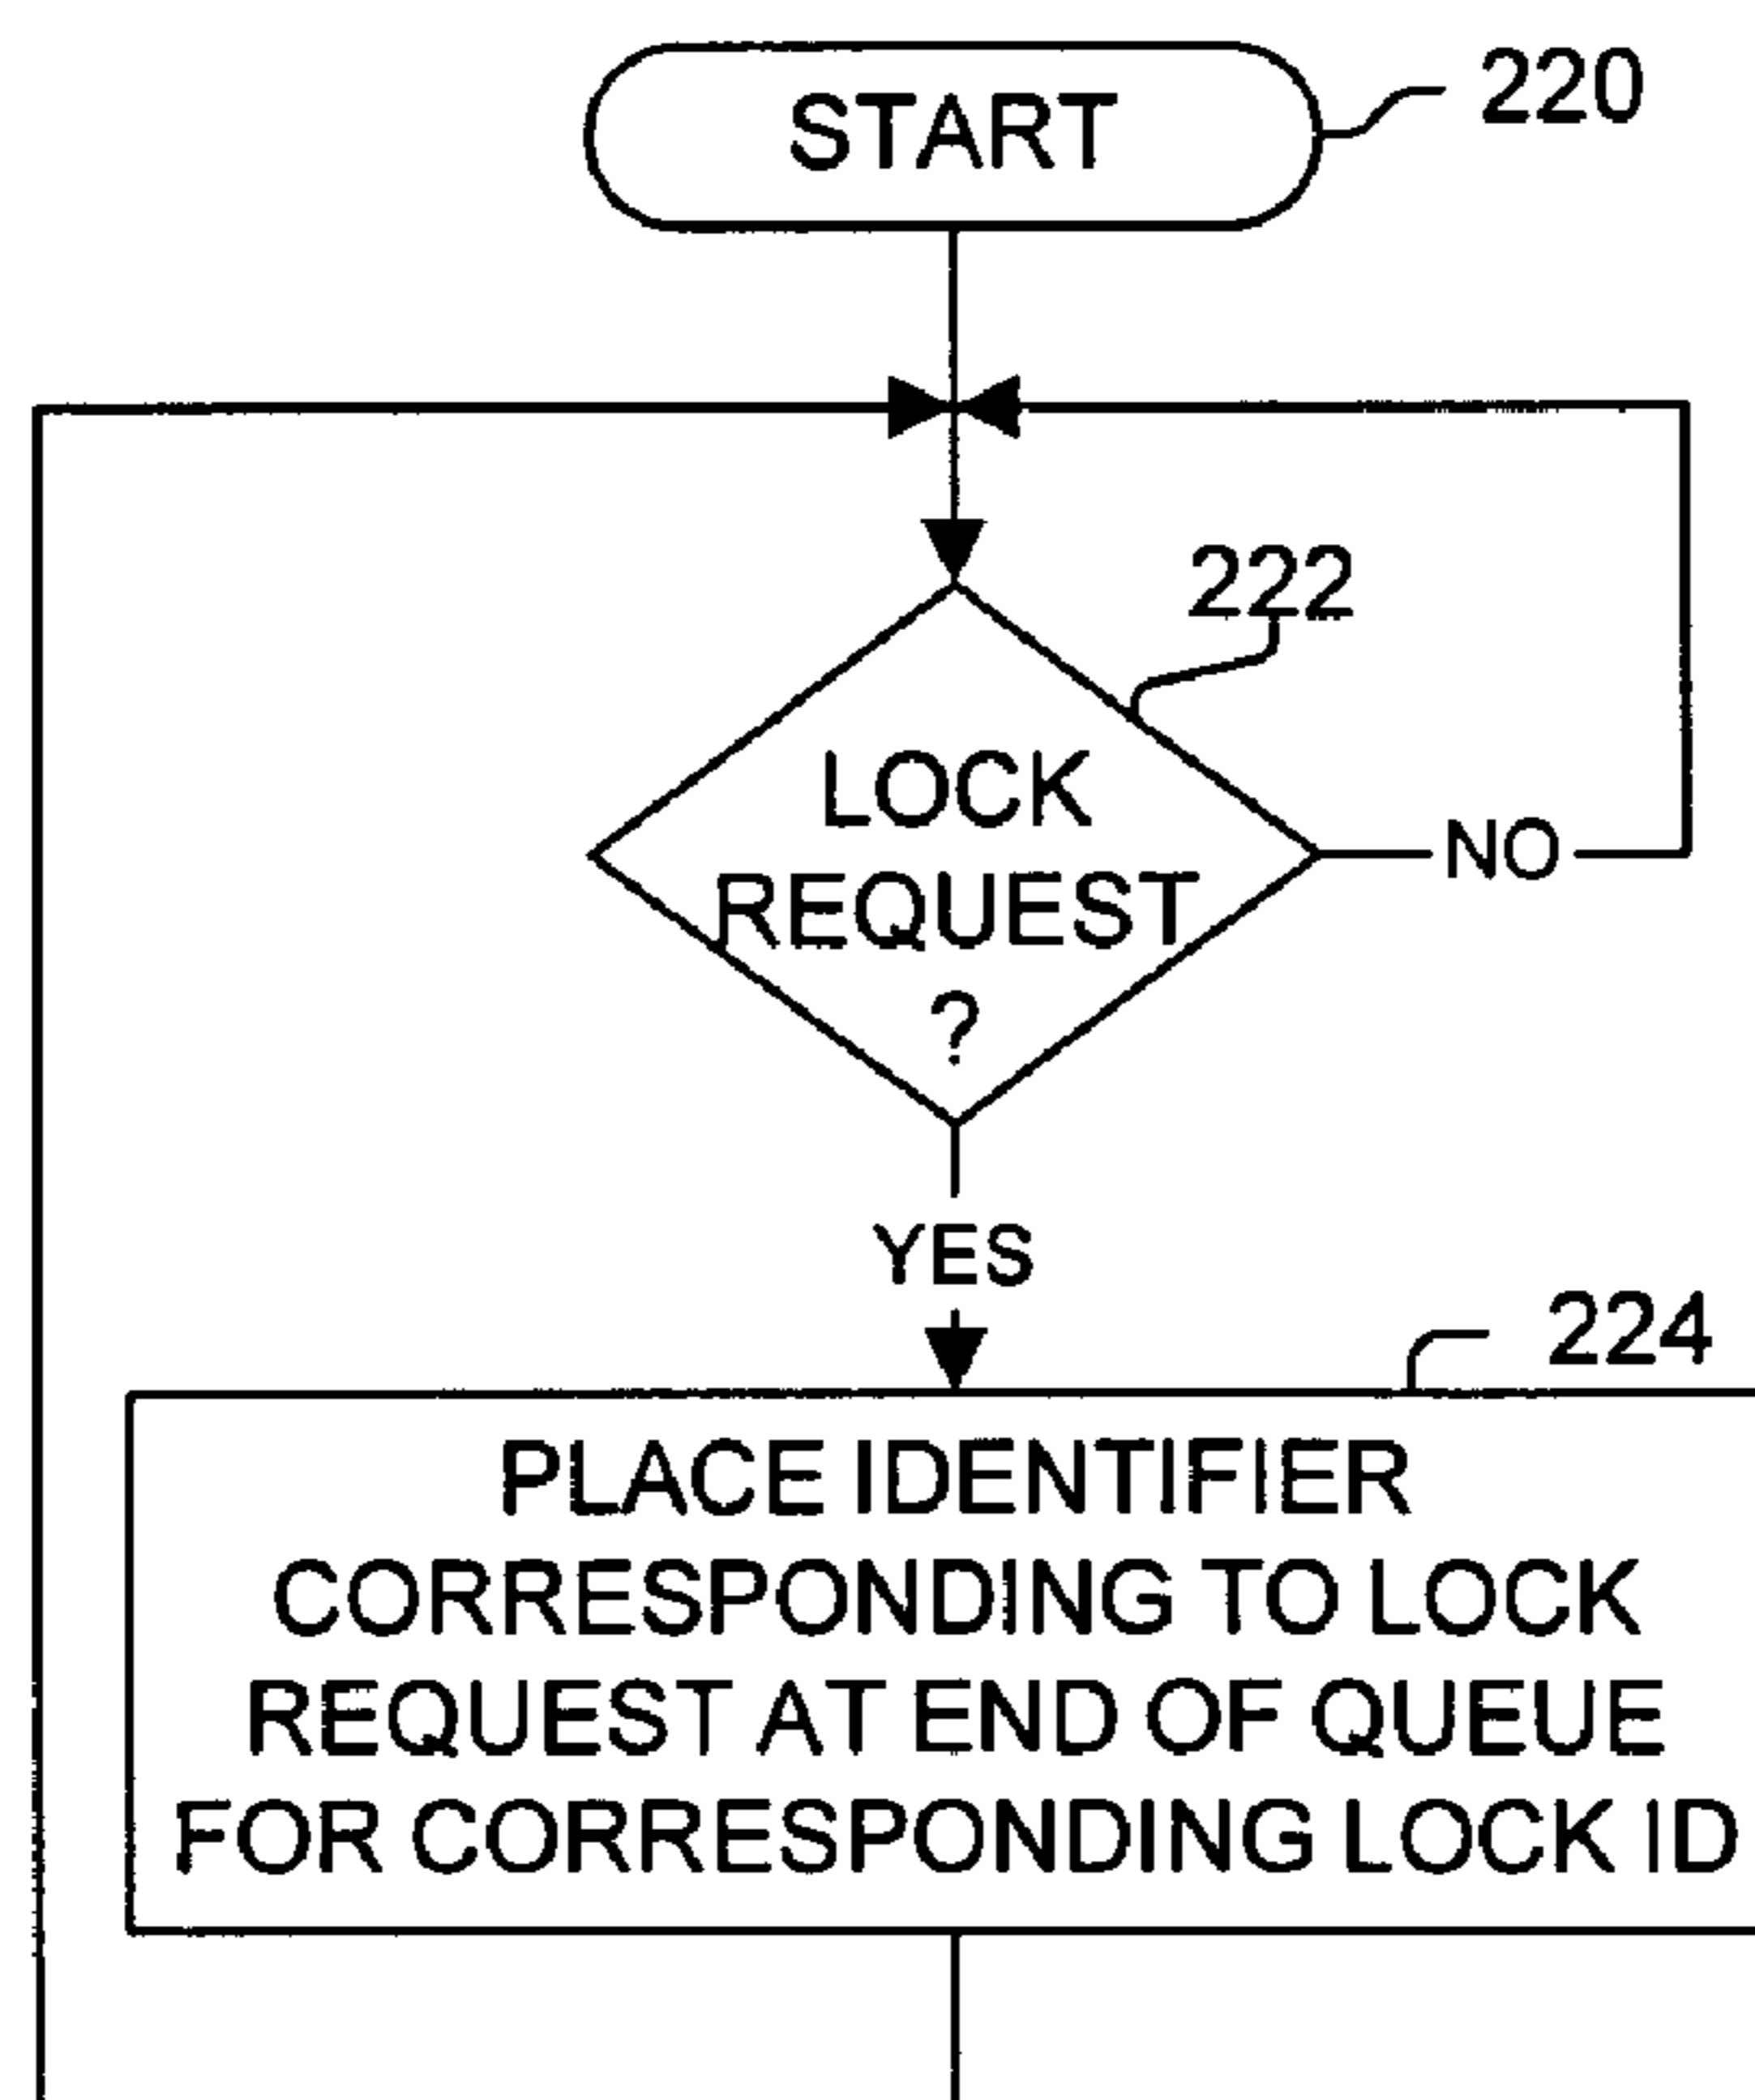 START
220
222
LOCK
REQUEST
?
NO
YES
224
PLACE IDENTIFIER
CORRESPONDING TO LOCK
REQUEST AT END OF QUEUE
FOR CORRESPONDING LOCK ID